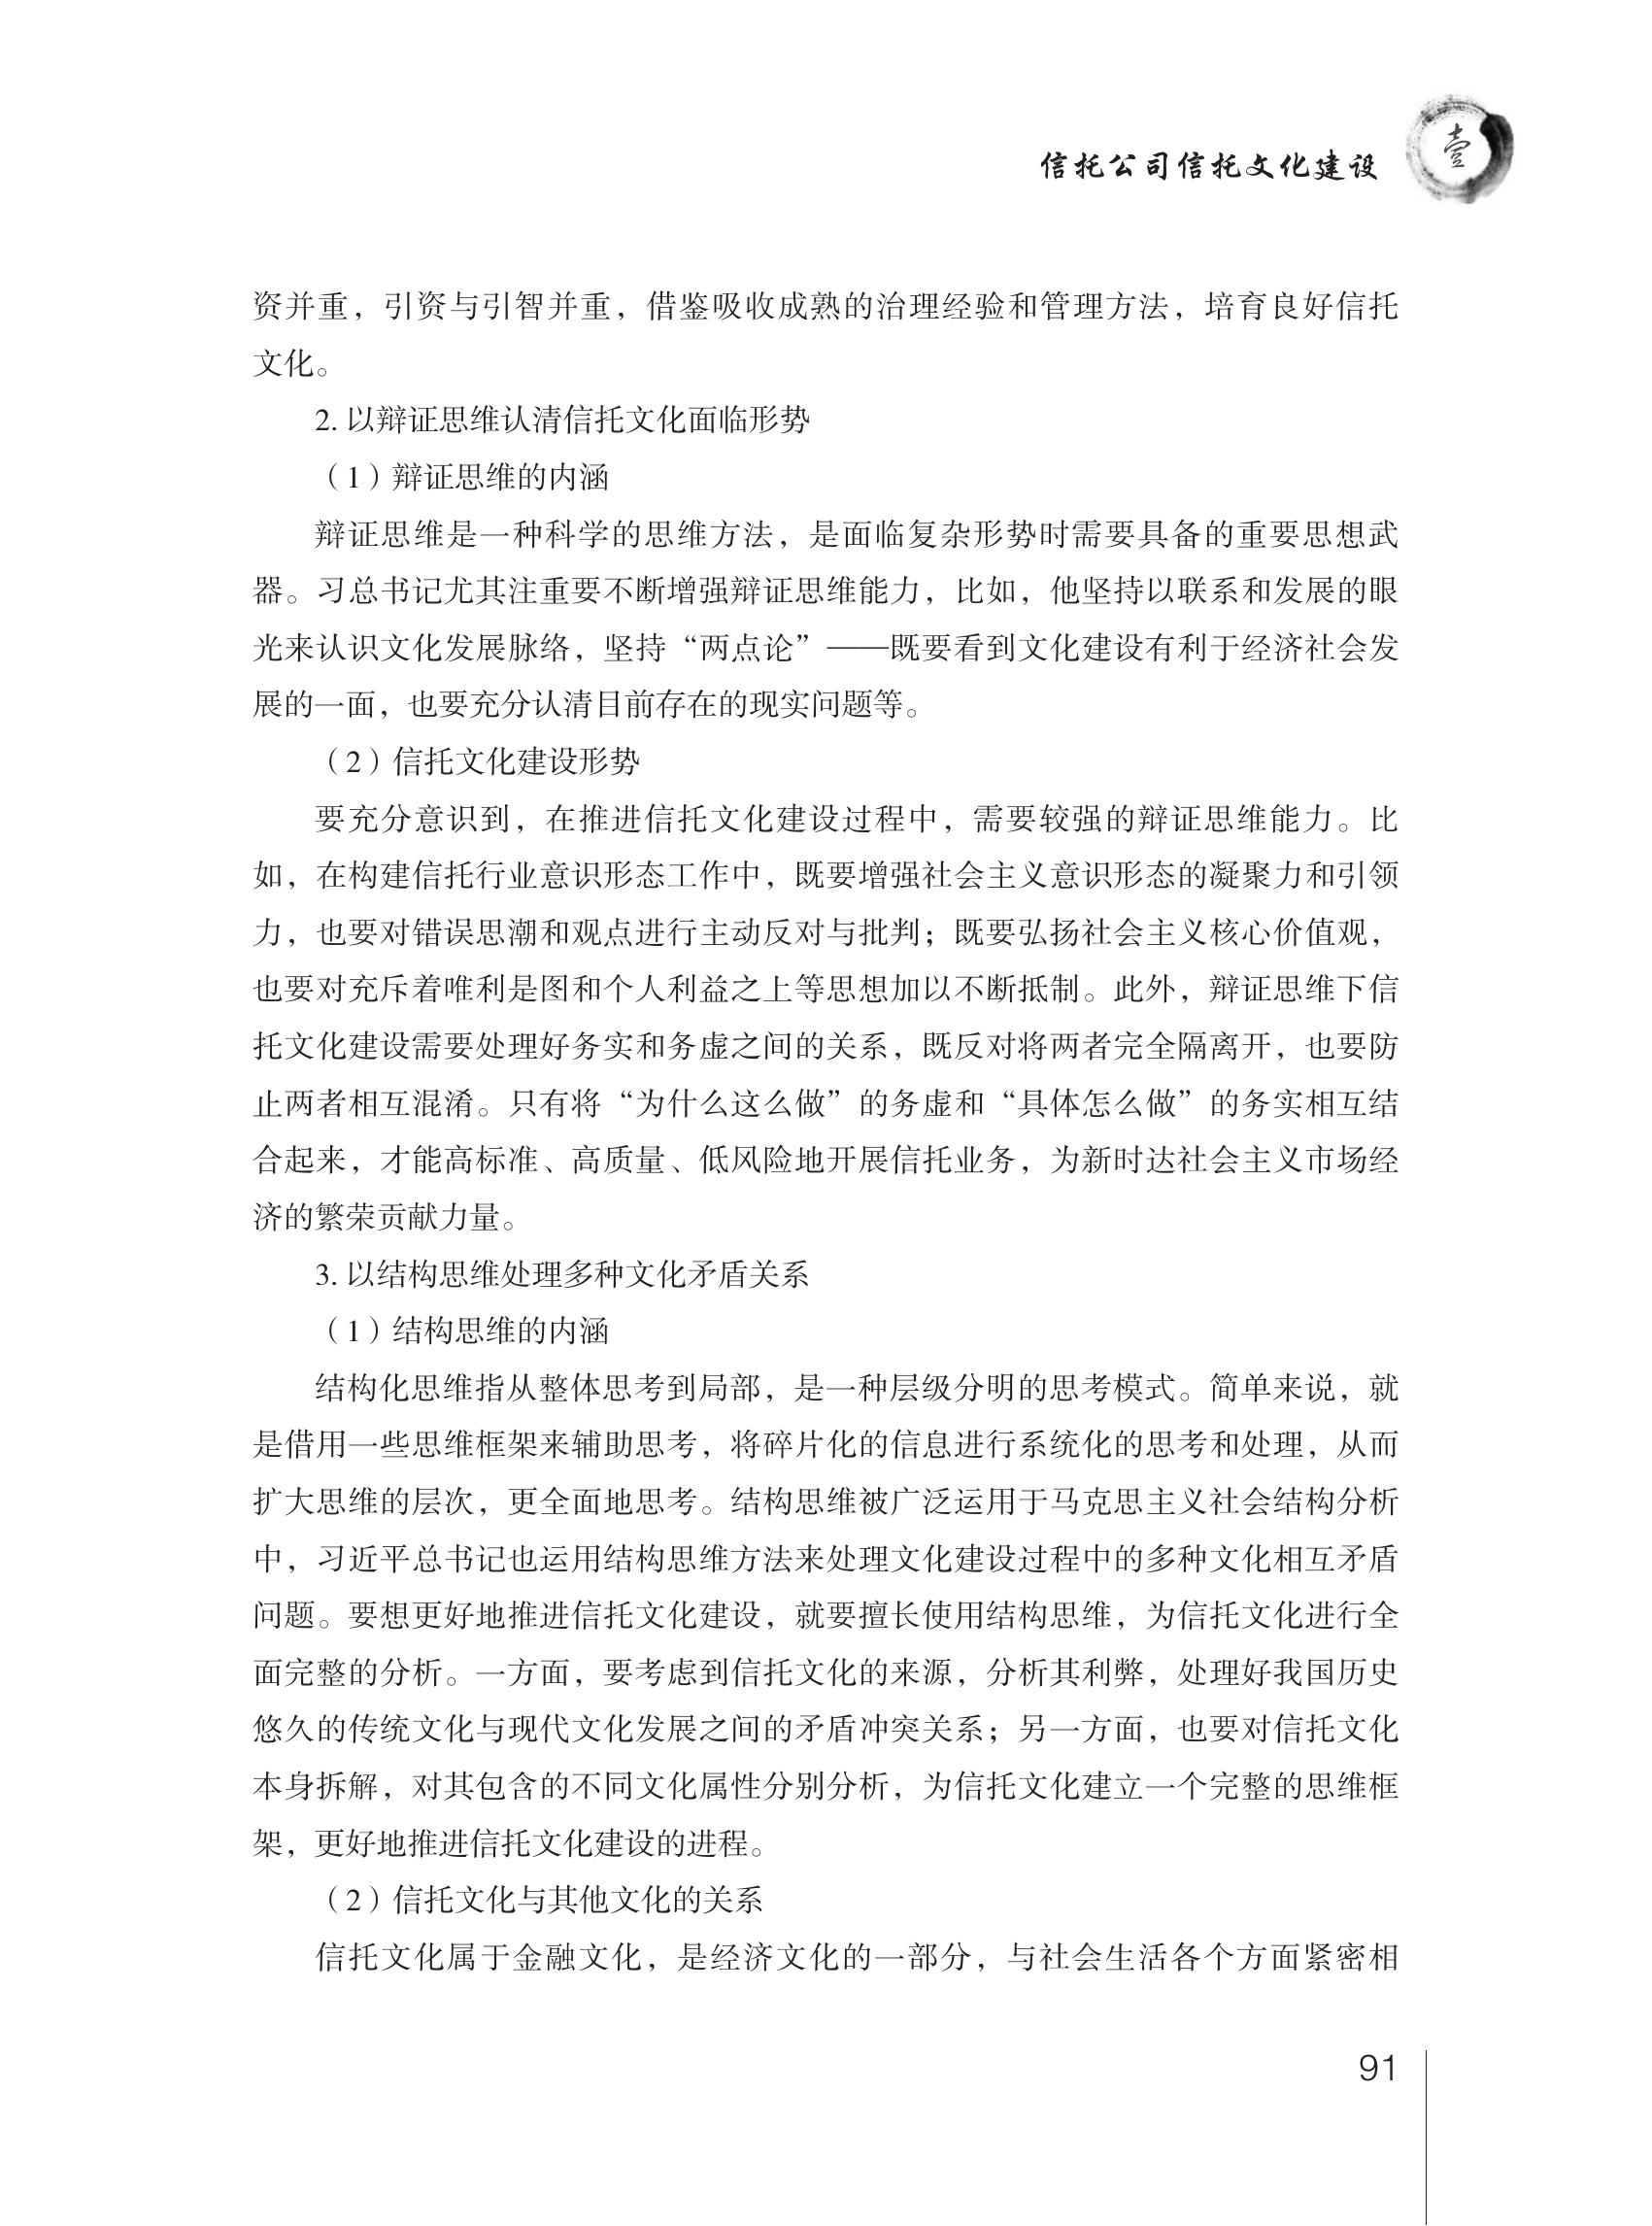 信托公司信托文化建设
壹
资并重，引资与引智并重，借鉴吸收成熟的治理经验和管理方法，培育良好信托
文化。
2. 以辩证思维认清信托文化面临形势
（1）辩证思维的内涵
辩证思维是一种科学的思维方法，是面临复杂形势时需要具备的重要思想武
器。习总书记尤其注重要不断增强辩证思维能力，比如，他坚持以联系和发展的眼
光来认识文化发展脉络，坚持“两点论”——既要看到文化建设有利于经济社会发
展的一面，也要充分认清目前存在的现实问题等。
（2）信托文化建设形势
要充分意识到，在推进信托文化建设过程中，需要较强的辩证思维能力。比
如，在构建信托行业意识形态工作中，既要增强社会主义意识形态的凝聚力和引领
力，也要对错误思潮和观点进行主动反对与批判；既要弘扬社会主义核心价值观，
也要对充斥着唯利是图和个人利益之上等思想加以不断抵制。此外，辩证思维下信
托文化建设需要处理好务实和务虚之间的关系，既反对将两者完全隔离开，也要防
止两者相互混淆。只有将“为什么这么做”的务虚和“具体怎么做”的务实相互结
合起来，才能高标准、高质量、低风险地开展信托业务，为新时达社会主义市场经
济的繁荣贡献力量。
3. 以结构思维处理多种文化矛盾关系
（1）结构思维的内涵
结构化思维指从整体思考到局部，是一种层级分明的思考模式。简单来说，就
是借用一些思维框架来辅助思考，将碎片化的信息进行系统化的思考和处理，从而
扩大思维的层次，更全面地思考。结构思维被广泛运用于马克思主义社会结构分析
中，习近平总书记也运用结构思维方法来处理文化建设过程中的多种文化相互矛盾
问题。要想更好地推进信托文化建设，就要擅长使用结构思维，为信托文化进行全
面完整的分析。一方面，要考虑到信托文化的来源，分析其利弊，处理好我国历史
悠久的传统文化与现代文化发展之间的矛盾冲突关系；另一方面，也要对信托文化
本身拆解，对其包含的不同文化属性分别分析，为信托文化建立一个完整的思维框
架，更好地推进信托文化建设的进程。
（2）信托文化与其他文化的关系
信托文化属于金融文化，是经济文化的一部分，与社会生活各个方面紧密相
91